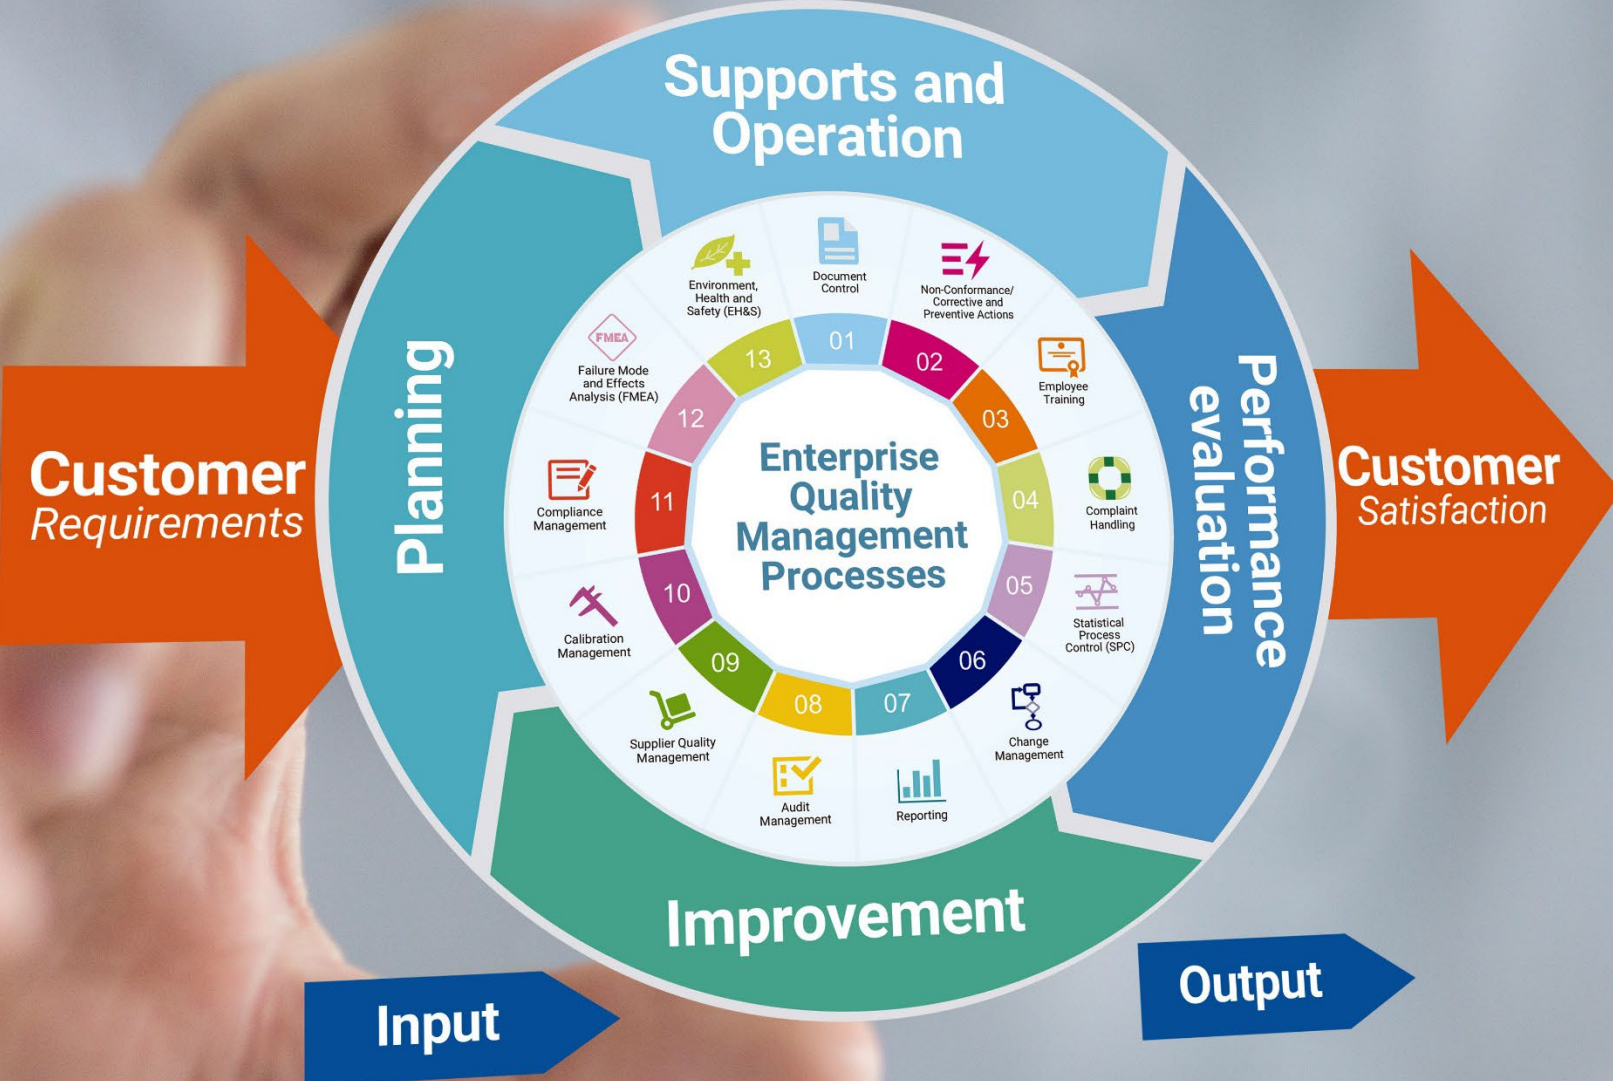 Supports and
Operation
Planning
Performance
evaluation
Improvement
Customer
Requirements
Customer
Satisfaction
Input
Output
Enterprise
Quality
Management
Processes
01
Document
Control
02
Non-Conformance/
Corrective and
Preventive Actions
03
Employee
Training
04
Complaint
Handling
05
Statistical
Process
Control (SPC)
06
Change
Management
07
Reporting
08
Audit
Management
09
Supplier Quality
Management
10
Calibration
Management
11
Compliance
Management
12
FMEA
Failure Mode
and Effects
Analysis (FMEA)
13
Environment,
Health and
Safety (EH&S)